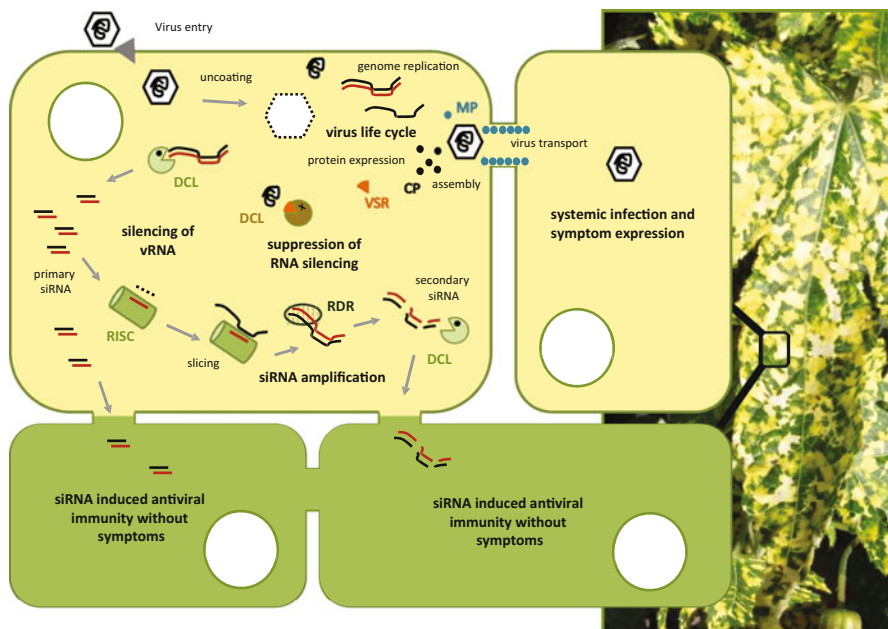 Virus entry
uncoating
genome replication
MP
virus life cycle
virus transport
protein expression
DCL
CP
assembly
VSR
DCL
silencing of
vRNA
suppression of
RNA silencing
systemic infection and
symptom expression
primary
siRNA
secondary
siRNA
RDR
RISC
slicing
DCL
siRNA amplification
siRNA induced antiviral
immunity without
symptoms
siRNA induced antiviral
immunity without
symptoms
x